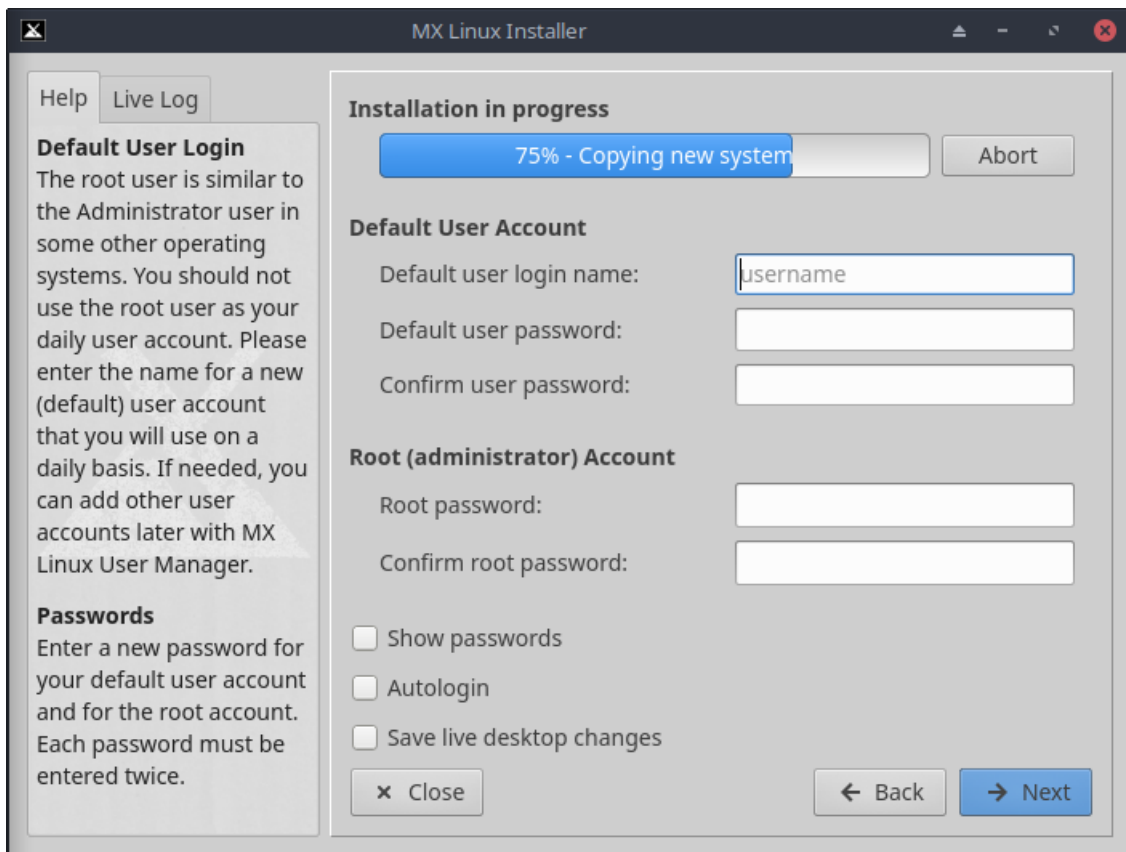 MX Linux Installer
Help
Live Log
Default User Login
The root user is similar to
the Administrator user in
some other operating
systems. You should not
use the root user as your
daily user account. Please
enter the name for a new
(default) user account
that you will use on a
daily basis. If needed, you
can add other user
accounts later with MX
Linux User Manager.
Passwords
Enter a new password for
your default user account
and for the root account.
Each password must be
entered twice.
Installation in progress
75% - Copying new system
Abort
Default User Account
Default user login name:
username
Default user password:
Confirm user password:
Root (administrator) Account
Root password:
Confirm root password:
Show passwords
Autologin
Save live desktop changes
Close
Back
Next